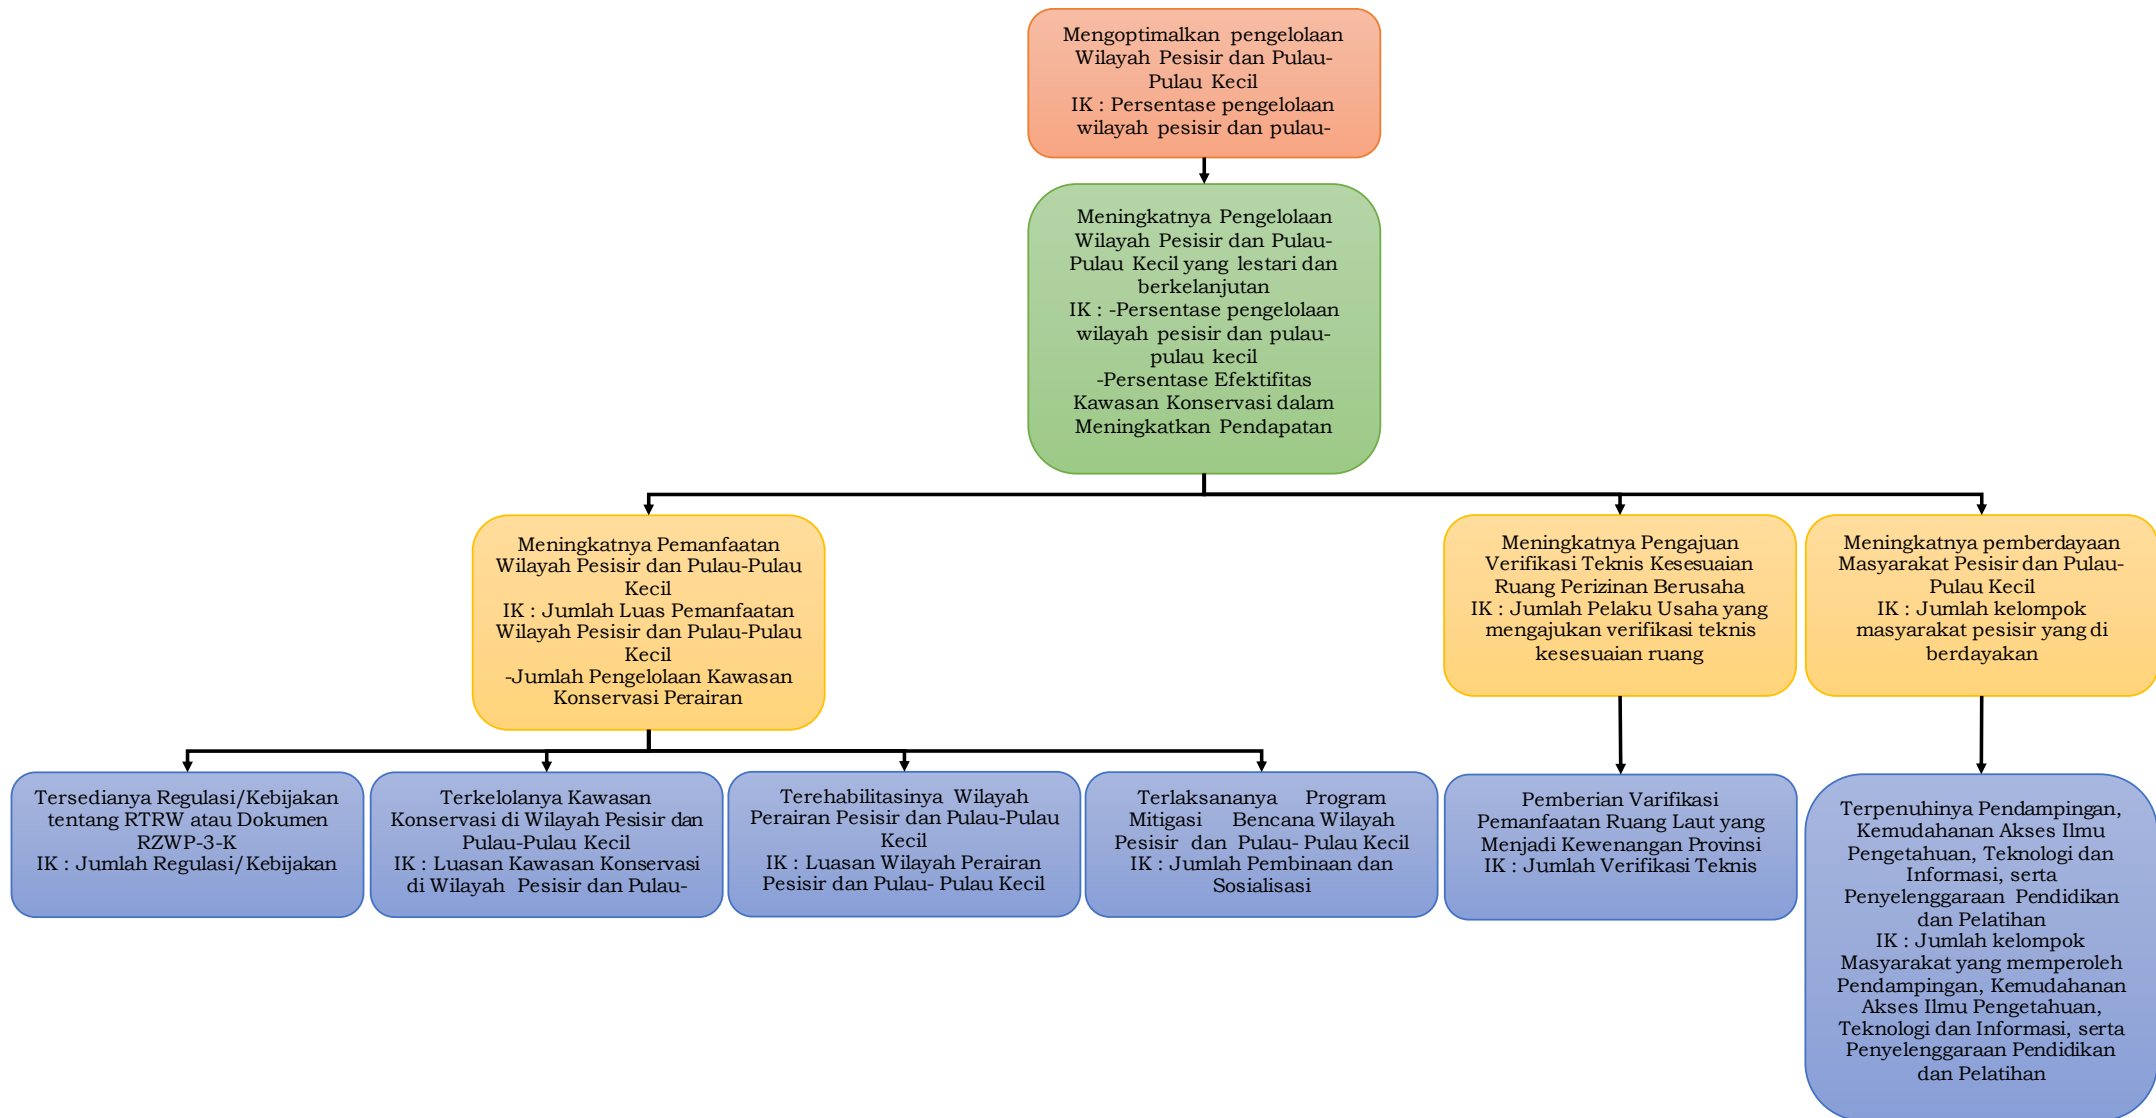 Mengoptimalkan pengelolaan
Wilayah Pesisir dan Pulau-
Pulau Kecil
IK : Persentase pengelolaan
wilayah pesisir dan pulau-
Meningkatnya Pengelolaan
Wilayah Pesisir dan Pulau-
Pulau Kecil yang lestari dan
berkelanjutan
IK : -Persentase pengelolaan
wilayah pesisir dan pulau-
pulau kecil
-Persentase Efektifitas
Kawasan Konservasi dalam
Meningkatkan Pendapatan
Meningkatnya Pemanfaatan
Wilayah Pesisir dan Pulau-Pulau
Kecil
IK : Jumlah Luas Pemanfaatan
Wilayah Pesisir dan Pulau-Pulau
Kecil
-Jumlah Pengelolaan Kawasan
Konservasi Perairan
Meningkatnya Pengajuan
Verifikasi Teknis Kesesuaian
Ruang Perizinan Berusaha
IK : Jumlah Pelaku Usaha yang
mengajukan verifikasi teknis
kesesuaian ruang
Meningkatnya pemberdayaan
Masyarakat Pesisir dan Pulau-
Pulau Kecil
IK : Jumlah kelompok
masyarakat pesisir yang di
berdayakan
Tersedianya Regulasi/Kebijakan
tentang RTRW atau Dokumen
RZWP-3-K
IK : Jumlah Regulasi/Kebijakan
Terkelolanya Kawasan
Konservasi di Wilayah Pesisir dan
Pulau-Pulau Kecil
IK : Luasan Kawasan Konservasi
di Wilayah Pesisir dan Pulau-
Terehabilitasinya Wilayah
Perairan Pesisir dan Pulau-Pulau
Kecil
IK : Luasan Wilayah Perairan
Pesisir dan Pulau- Pulau Kecil
Terlaksananya Program
Mitigasi Bencana Wilayah
Pesisir dan Pulau- Pulau Kecil
IK : Jumlah Pembinaan dan
Sosialisasi
Pemberian Varifikasi
Pemanfaatan Ruang Laut yang
Menjadi Kewenangan Provinsi
IK : Jumlah Verifikasi Teknis
Terpenuhinya Pendampingan,
Kemudahanan Akses Ilmu
Pengetahuan, Teknologi dan
Informasi, serta
Penyelenggaraan Pendidikan
dan Pelatihan
IK : Jumlah kelompok
Masyarakat yang memperoleh
Pendampingan, Kemudahanan
Akses Ilmu Pengetahuan,
Teknologi dan Informasi, serta
Penyelenggaraan Pendidikan
dan Pelatihan